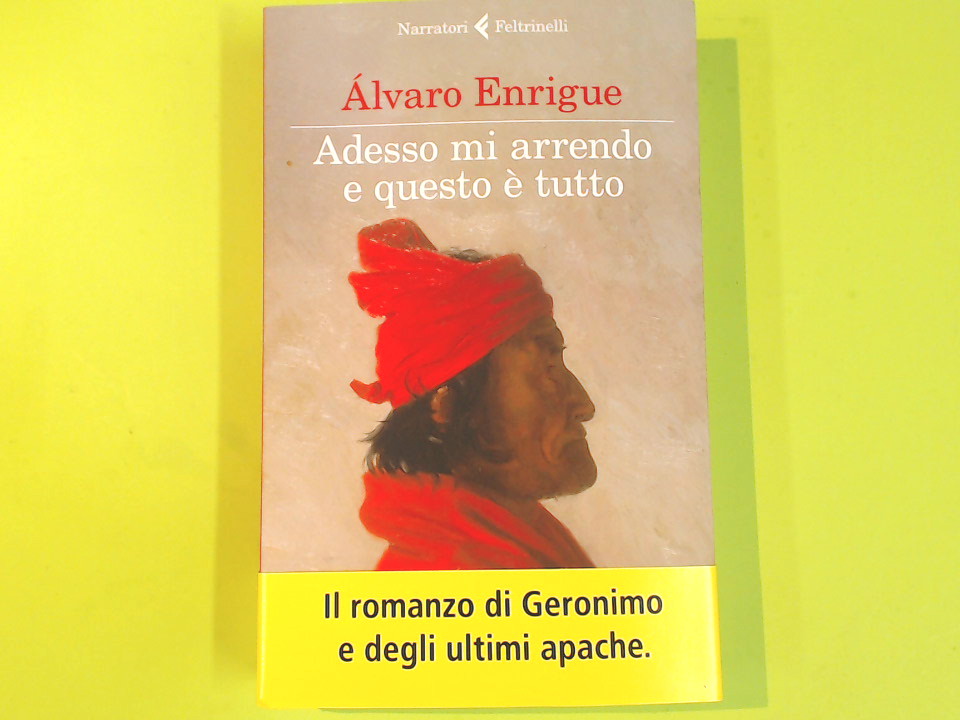 Narratori Feltrinelli
Álvaro Enrigue
Adesso mi arrendo
e questo è tutto
Il romanzo di Geronimo
e degli ultimi apache.